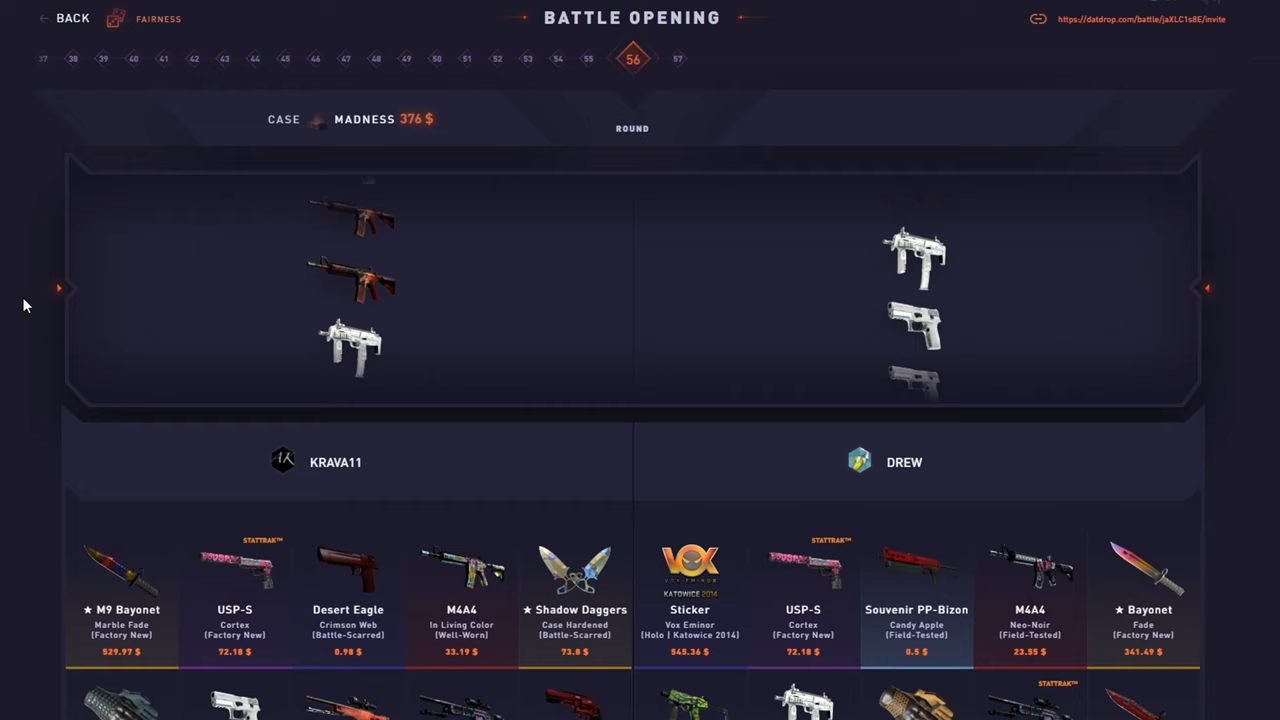 BACK
FAIRNESS
BATTLE OPENING
https://datdrop.com/battle/jaXLC1s8E/invite
37 38 39 40 41 42 43 44 45 46 47 48 49 50 51 52 53 54 55 56 57
CASE MADNESS 376 $
ROUND
KRAVA11
DREW
★ M9 Bayonet
Marble Fade
(Factory New)
529.97 $
STATTRAK™
USP-S
Cortex
(Factory New)
72.18 $
Desert Eagle
Crimson Web
(Battle-Scarred)
0.98 $
M4A4
In Living Color
(Well-Worn)
33.19 $
★ Shadow Daggers
Case Hardened
(Battle-Scarred)
73.8 $
VOX
VOX EMINOR
KATOWICE 2014
Sticker
Vox Eminor
(Holo | Katowice 2014)
545.36 $
STATTRAK™
USP-S
Cortex
(Factory New)
72.18 $
Souvenir PP-Bizon
Candy Apple
(Field-Tested)
0.5 $
M4A4
Neo-Noir
(Field-Tested)
23.55 $
★ Bayonet
Fade
(Factory New)
341.49 $
STATTRAK™